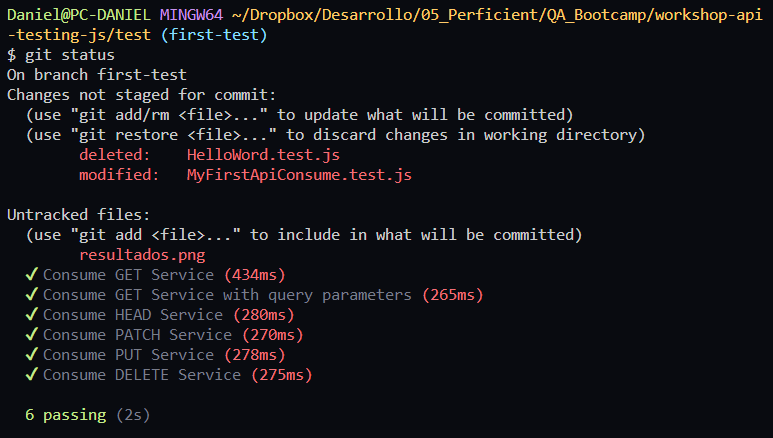 Daniel@PC-DANIEL MINGW64 ~/Dropbox/Desarrollo/05_Perficient/QA_Bootcamp/workshop-api
-testing-js/test (first-test)
$ git status
On branch first-test
Changes not staged for commit:
  (use "git add/rm <file>..." to update what will be committed)
  (use "git restore <file>..." to discard changes in working directory)
        deleted:    HelloWord.test.js
        modified:   MyFirstApiConsume.test.js

Untracked files:
  (use "git add <file>..." to include in what will be committed)
        resultados.png
  ✓ Consume GET Service (434ms)
  ✓ Consume GET Service with query parameters (265ms)
  ✓ Consume HEAD Service (280ms)
  ✓ Consume PATCH Service (270ms)
  ✓ Consume PUT Service (278ms)
  ✓ Consume DELETE Service (275ms)

  6 passing (2s)